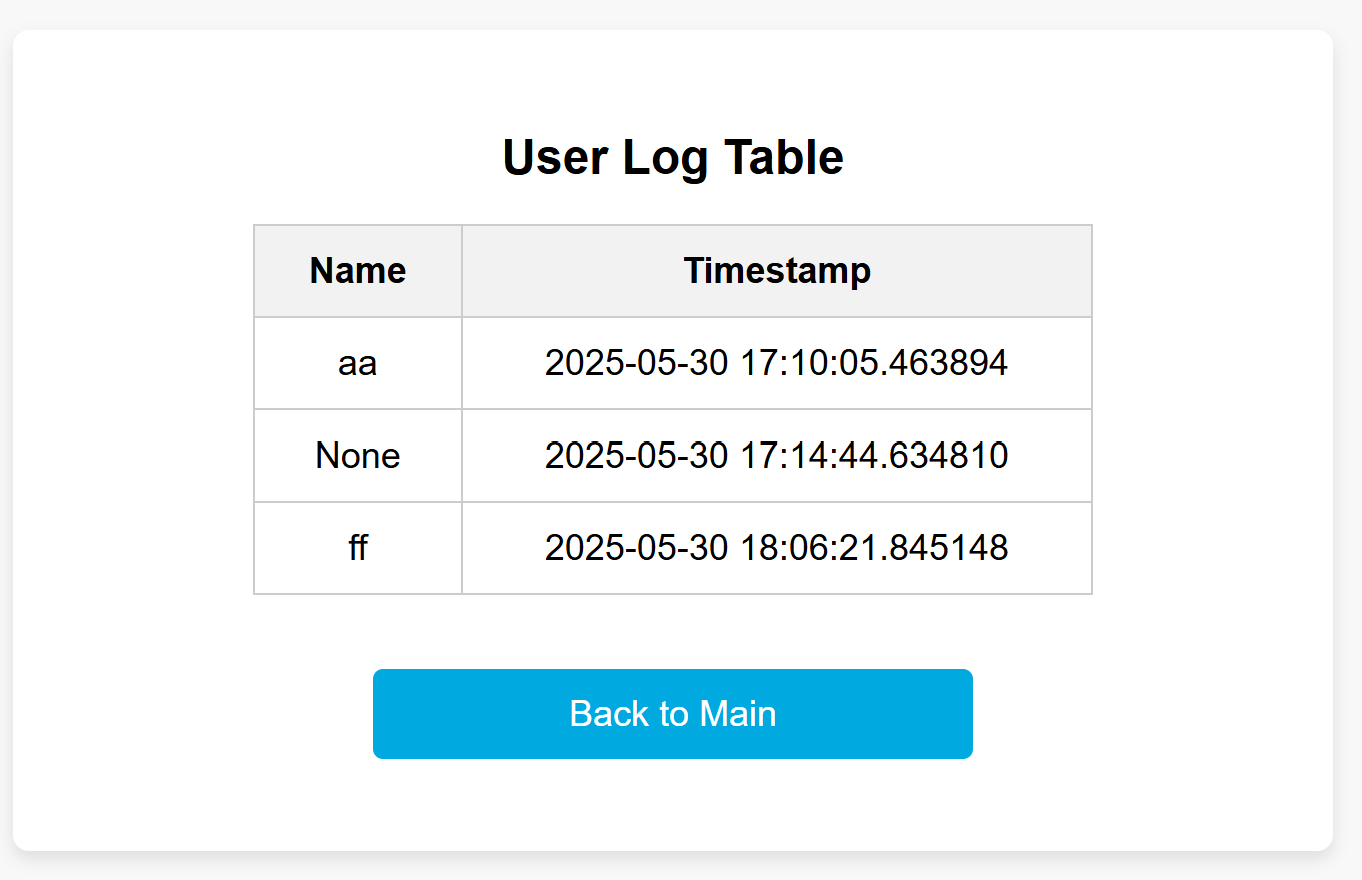 User Log Table
Name Timestamp
aa 2025-05-30 17:10:05.463894
None 2025-05-30 17:14:44.634810
ff 2025-05-30 18:06:21.845148
Back to Main